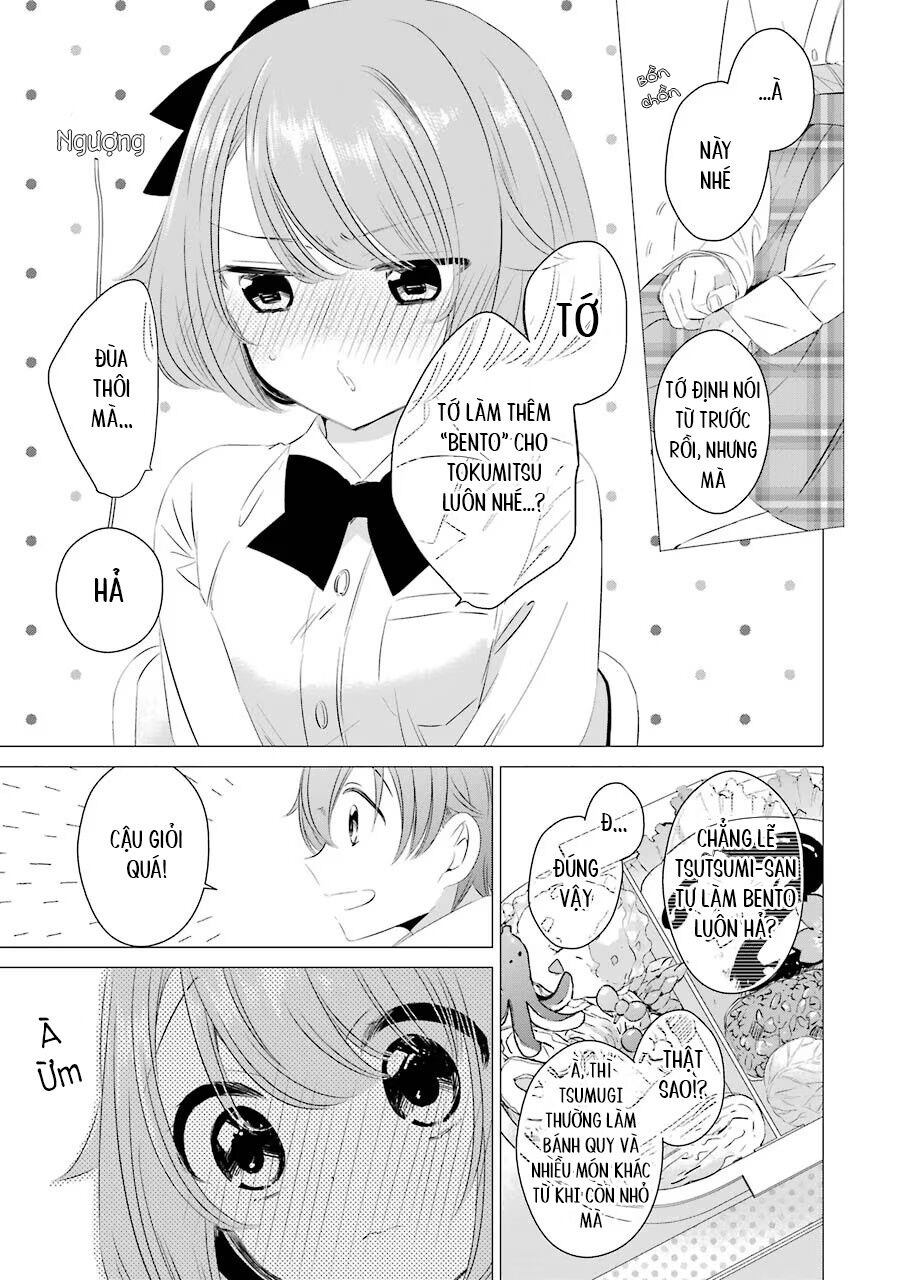 ...À
NÀY
NHÉ
Bồn
chồn
TỚ ĐỊNH NÓI
TỪ TRƯỚC
RỒI, NHƯNG
MÀ
TỚ
TỚ LÀM THÊM
“BENTO” CHO
TOKUMITSU
LUÔN NHÉ...?
Ngượng
ĐÙA
THÔI
MÀ...
HẢ
CHẲNG LẼ
TSUTSUMI-SAN
TỰ LÀM BENTO
LUÔN HẢ?
Đ...
ĐÚNG
VẬY
THẬT
SAO!?
À, THÌ
TSUMUGI
THƯỜNG LÀM
BÁNH QUY VÀ
NHIỀU MÓN KHÁC
TỪ KHI CÒN NHỎ
MÀ
CẬU GIỎI
QUÁ!
À
Ừm